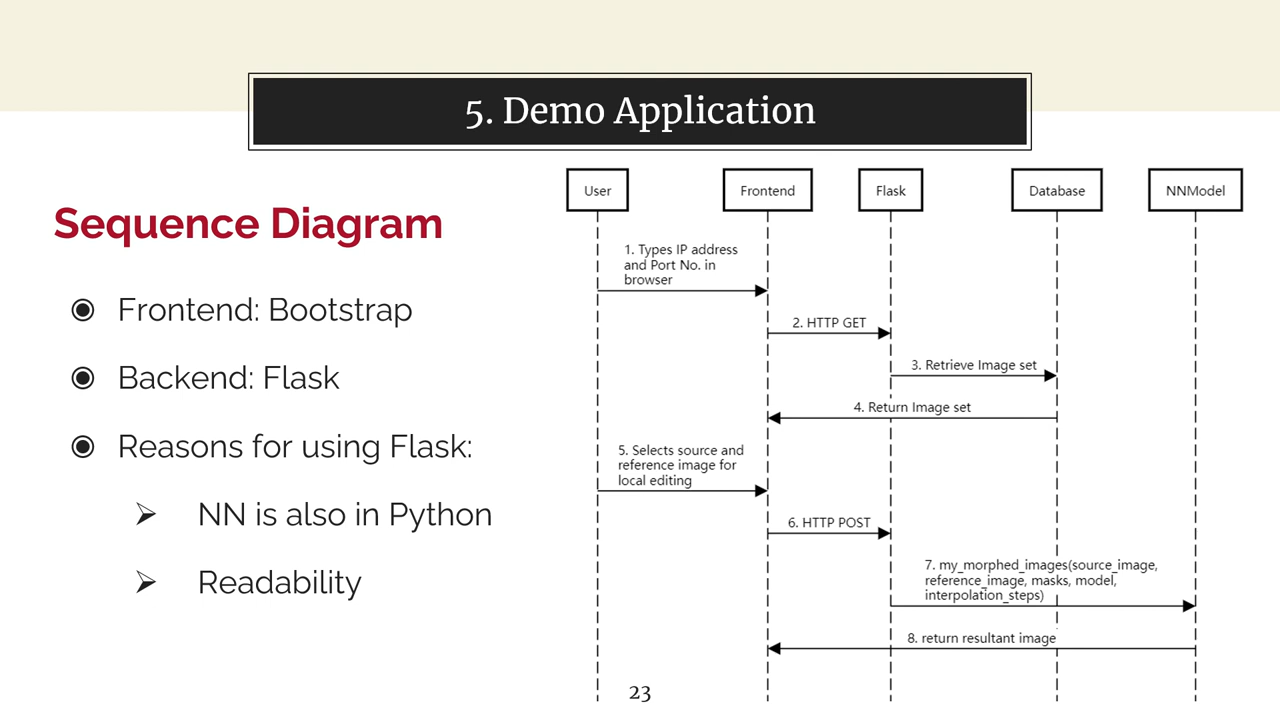 5. Demo Application
Sequence Diagram
Frontend: Bootstrap
Backend: Flask
Reasons for using Flask:
NN is also in Python
Readability
User
Frontend
Flask
Database
NNModel
1. Types IP address
and Port No. in
browser
2. HTTP GET
3. Retrieve Image set
4. Return Image set
5. Selects source and
reference image for
local editing
6. HTTP POST
7. my_morphed_images(source_image,
reference_image, masks, model,
interpolation_steps)
8. return resultant image
23